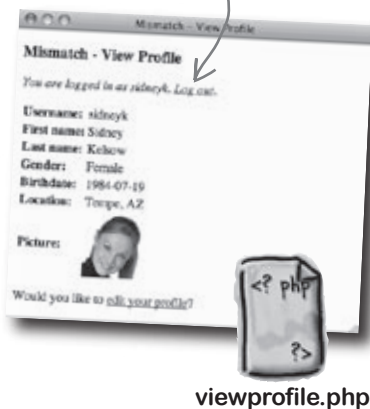 Mismatch - View Profile
Mismatch - View Profile
You are logged in as sidneyk. Log out.
Username: sidneyk
First name: Sidney
Last name: Kelsow
Gender: Female
Birthdate: 1984-07-19
Location: Tempe, AZ
Picture:
Would you like to edit your profile?
<? php
?>
viewprofile.php